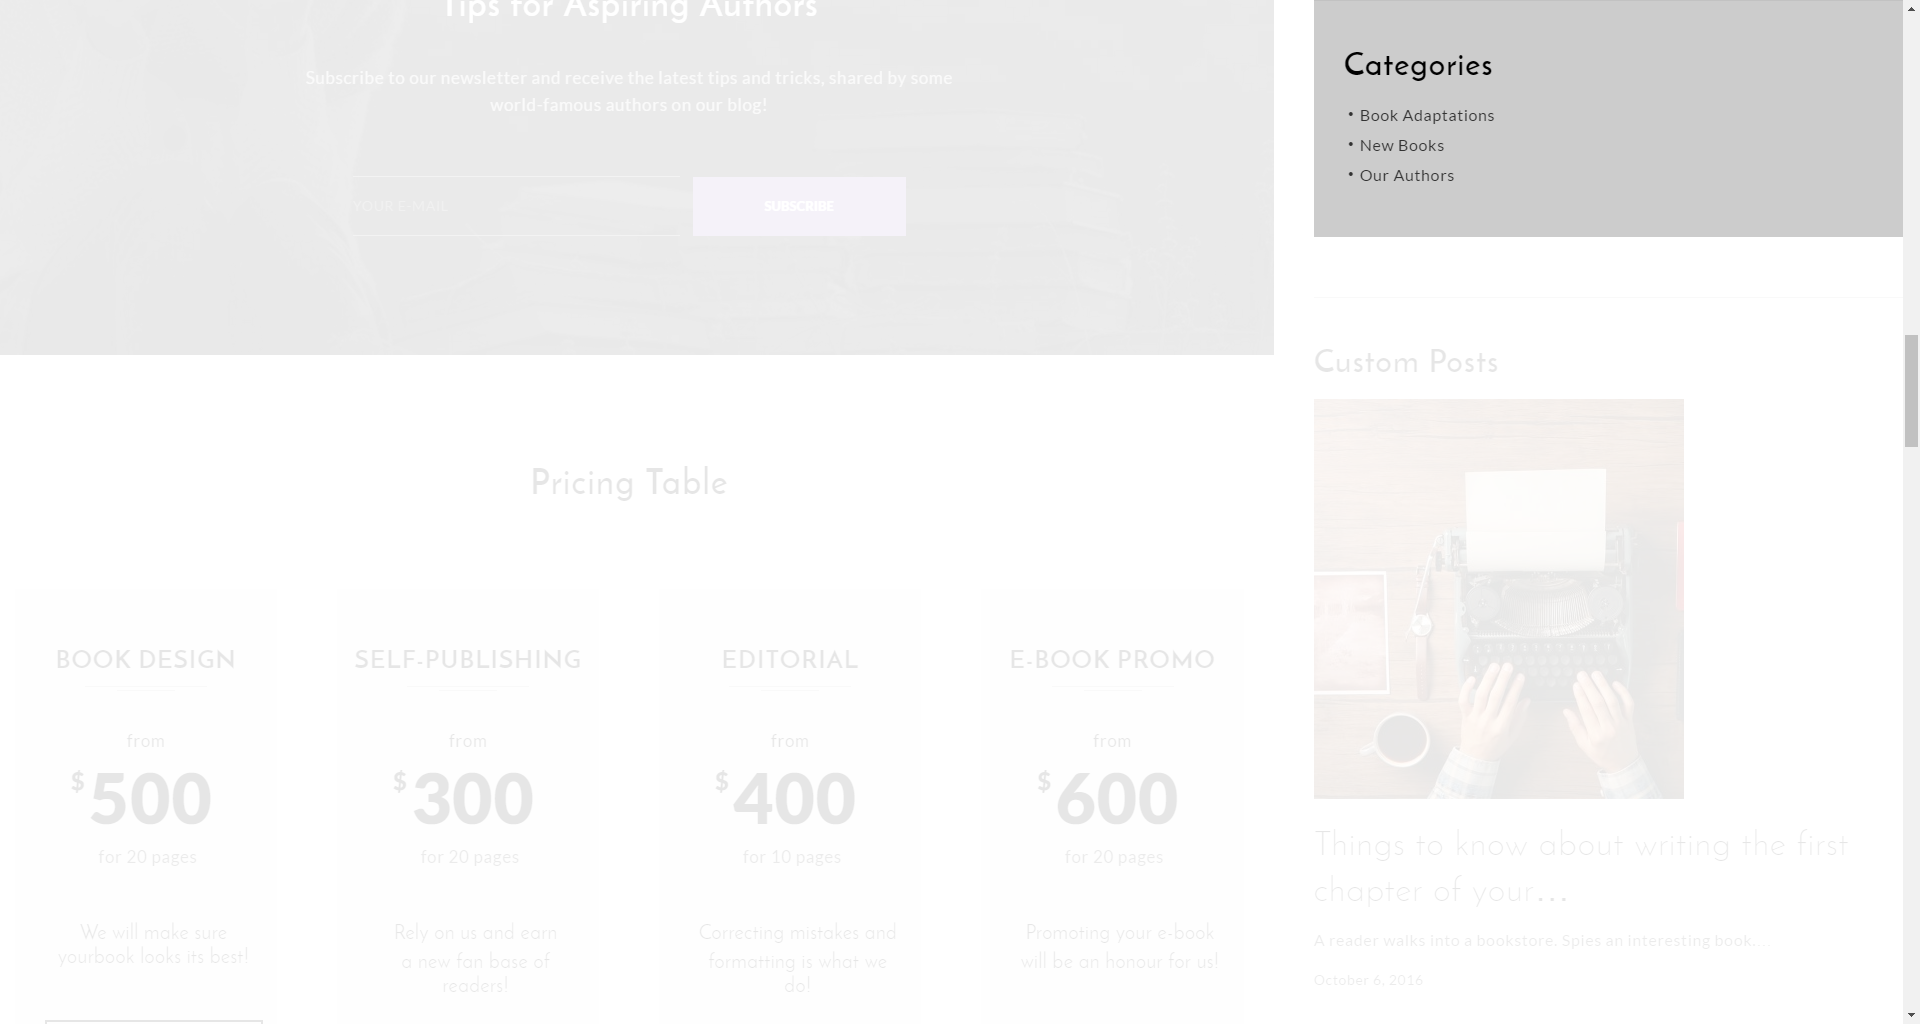 Tips for Aspiring Authors
Subscribe to our newsletter and receive the latest tips and tricks, shared by some
world-famous authors on our blog!
YOUR E-MAIL
SUBSCRIBE
Pricing Table
BOOK DESIGN
from
$500
for 20 pages
We will make sure
yourbook looks its best!
SELF-PUBLISHING
from
$300
for 20 pages
Rely on us and earn
a new fan base of
readers!
EDITORIAL
from
$400
for 10 pages
Correcting mistakes and
formatting is what we
do!
E-BOOK PROMO
from
$600
for 20 pages
Promoting your e-book
will be an honour for us!
Categories
• Book Adaptations
• New Books
• Our Authors
Custom Posts
Things to know about writing the first
chapter of your...
A reader walks into a bookstore. Spies an interesting book....
October 6, 2016